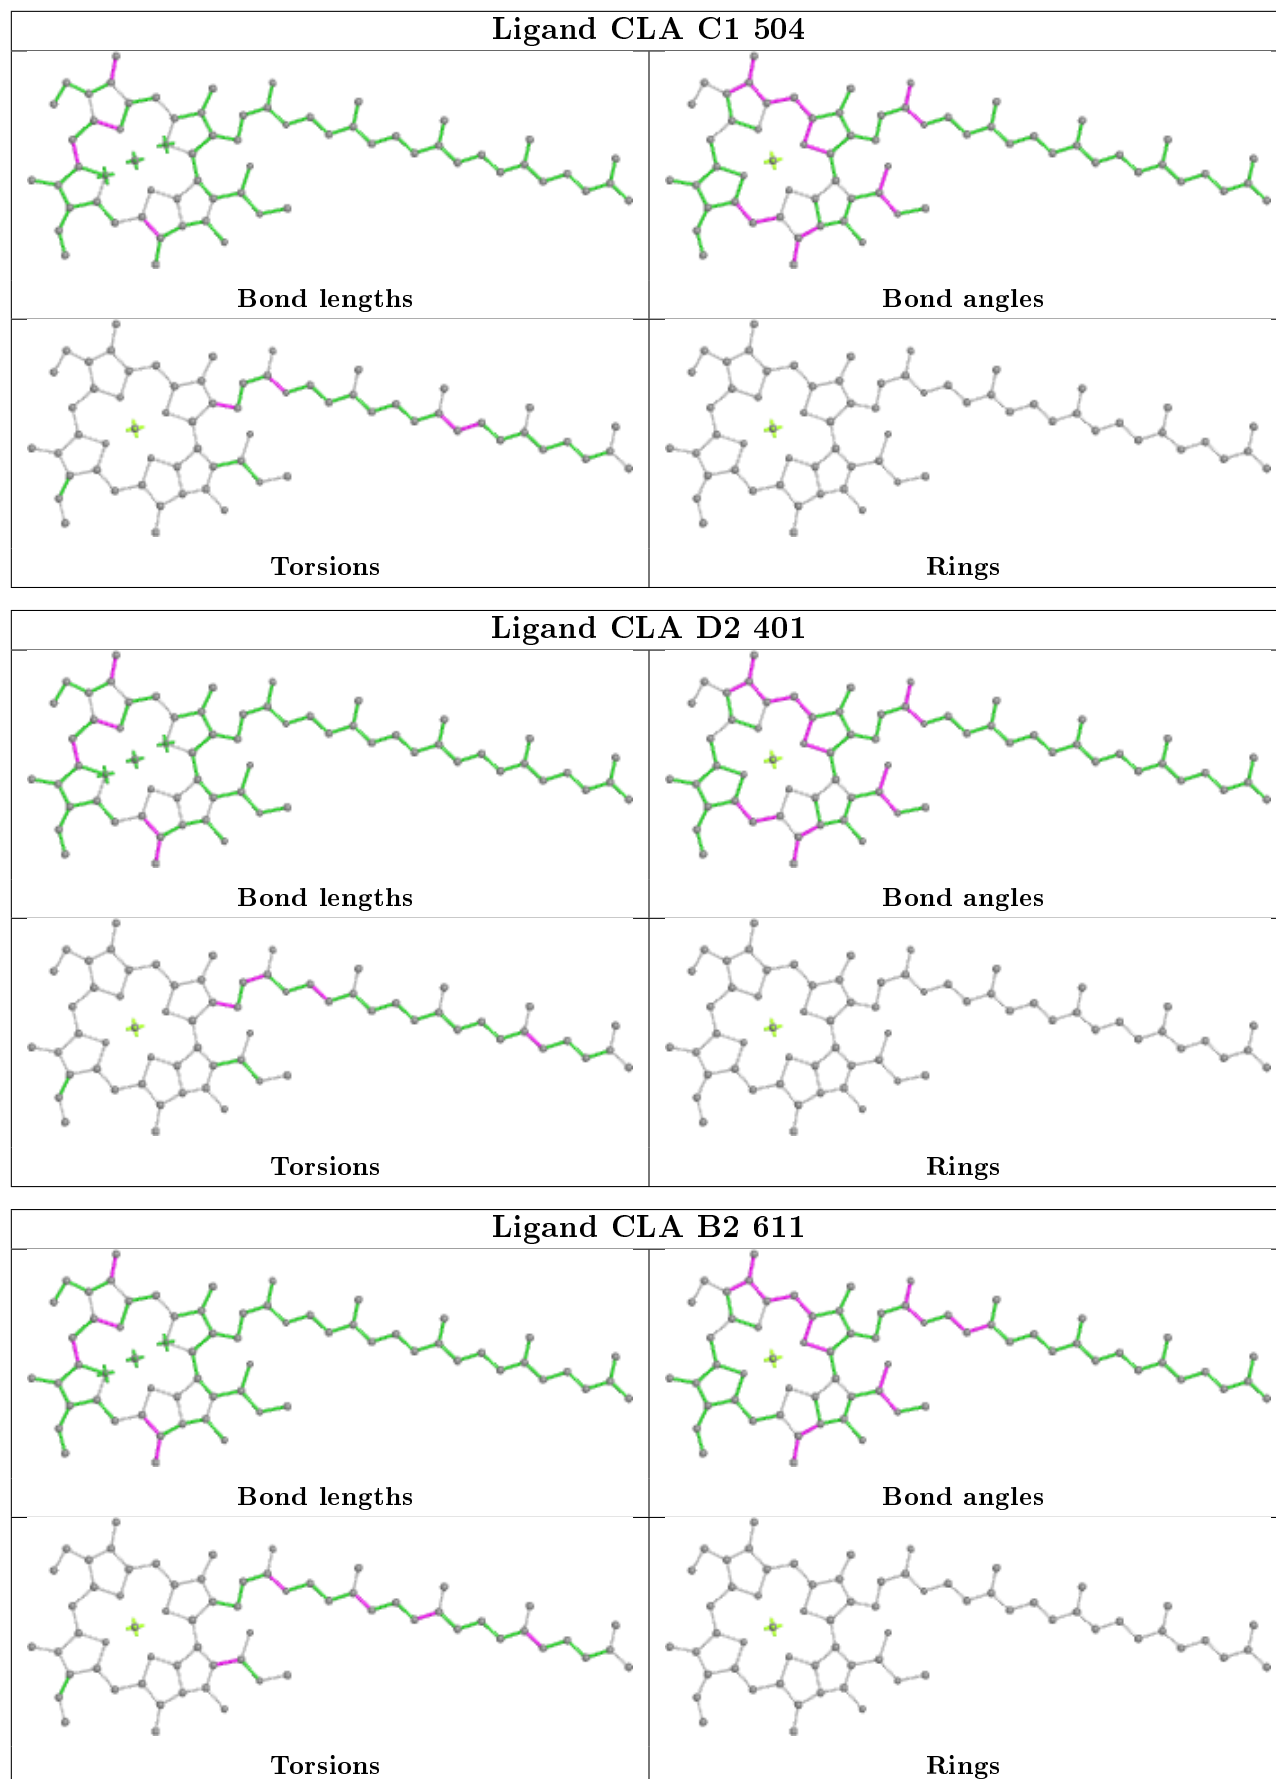 Ligand CLA C1 504
Bond lengths
Bond angles
Torsions
Rings
Ligand CLA D2 401
Bond lengths
Bond angles
Torsions
Rings
Ligand CLA B2 611
Bond lengths
Bond angles
Torsions
Rings